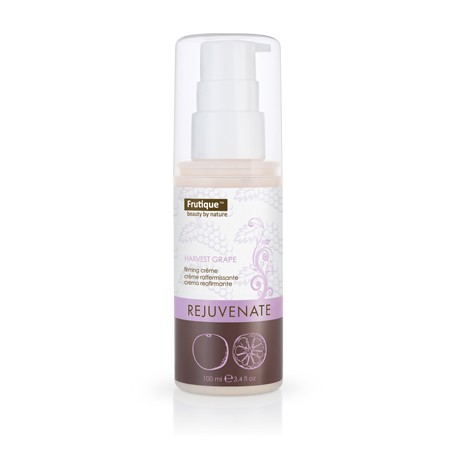 Frutique™
beauty by nature
HARVEST GRAPE
firming crème
crème raffermissante
crema reafirmante
REJUVENATE
100 ml ℮ 3,4 fl oz